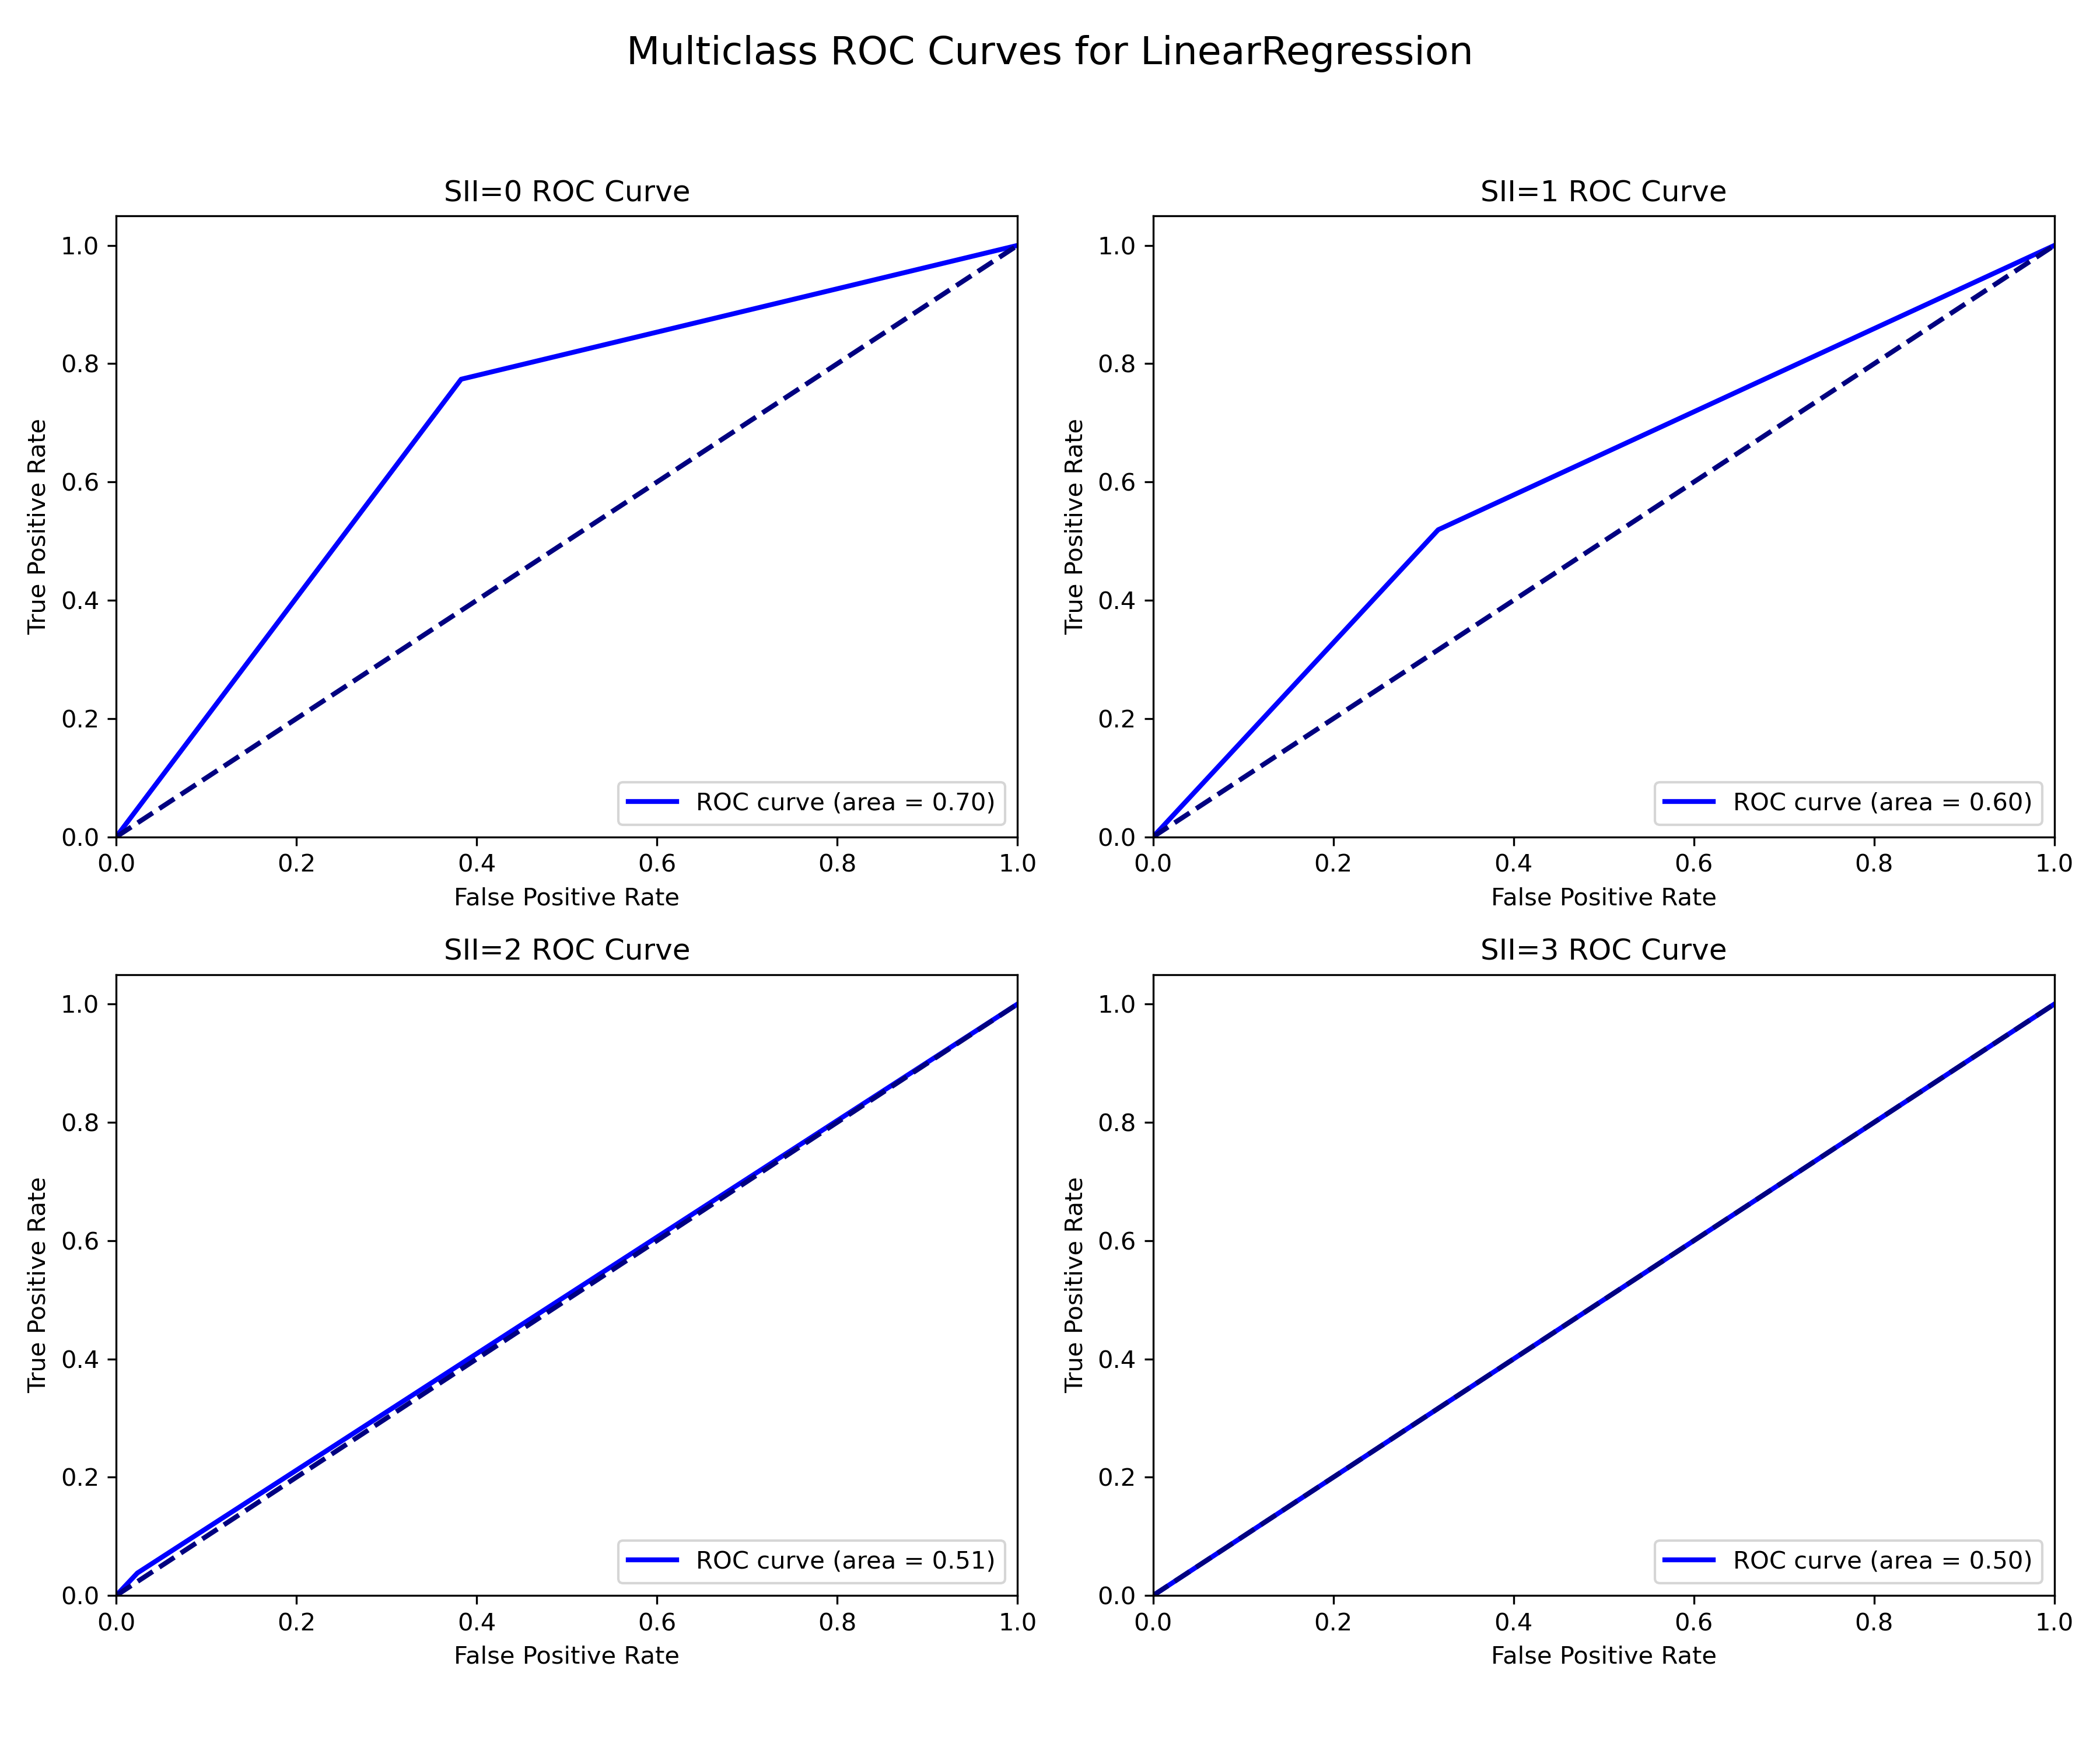 Multiclass ROC Curves for LinearRegression
SII=0 ROC Curve
1.0
0.8
0.6
0.4
0.2
0.0
True Positive Rate
ROC curve (area = 0.70)
0.0 0.2 0.4 0.6 0.8 1.0
False Positive Rate
SII=1 ROC Curve
1.0
0.8
0.6
0.4
0.2
0.0
True Positive Rate
ROC curve (area = 0.60)
0.0 0.2 0.4 0.6 0.8 1.0
False Positive Rate
SII=2 ROC Curve
1.0
0.8
0.6
0.4
0.2
0.0
True Positive Rate
ROC curve (area = 0.51)
0.0 0.2 0.4 0.6 0.8 1.0
False Positive Rate
SII=3 ROC Curve
1.0
0.8
0.6
0.4
0.2
0.0
True Positive Rate
ROC curve (area = 0.50)
0.0 0.2 0.4 0.6 0.8 1.0
False Positive Rate